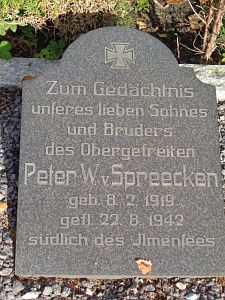 Zum Gedächtnis
unseres lieben Sohnes
und Bruders
des Obergefreiten
Peter W. v. Spreecken
geb. 8. 2. 1919.
gefl. 22. 8. 1942
südlich des Jlmensees